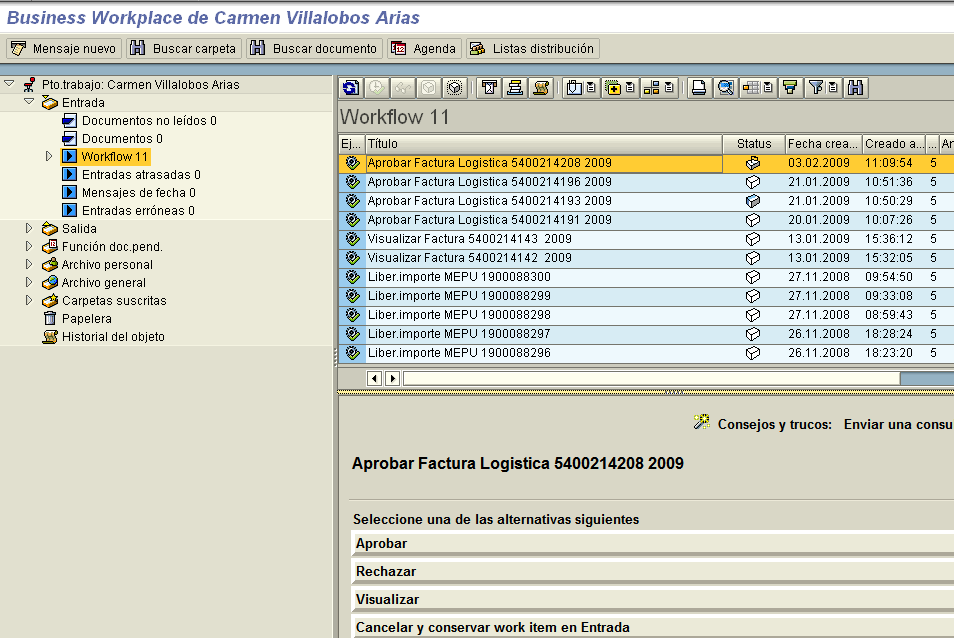 Business Workplace de Carmen Villalobos Arias
Mensaje nuevo Buscar carpeta Buscar documento Agenda Listas distribución
Pto.trabajo: Carmen Villalobos Arias
Entrada
Documentos no leídos 0
Documentos 0
Workflow 11
Entradas atrasadas 0
Mensajes de fecha 0
Entradas erróneas 0
Salida
Función doc.pend.
Archivo personal
Archivo general
Carpetas suscritas
Papelera
Historial del objeto
Workflow 11
Ej... Título Status Fecha crea... Creado a... ... Ar
Aprobar Factura Logistica 5400214208 2009 03.02.2009 11:09:54 5
Aprobar Factura Logistica 5400214196 2009 21.01.2009 10:51:36 5
Aprobar Factura Logistica 5400214193 2009 21.01.2009 10:50:29 5
Aprobar Factura Logistica 5400214191 2009 20.01.2009 10:07:26 5
Visualizar Factura 5400214143 2009 13.01.2009 15:36:12 5
Visualizar Factura 5400214142 2009 13.01.2009 15:32:05 5
Liber.importe MEPU 1900088300 27.11.2008 09:54:50 5
Liber.importe MEPU 1900088299 27.11.2008 09:33:08 5
Liber.importe MEPU 1900088298 27.11.2008 08:59:43 5
Liber.importe MEPU 1900088297 26.11.2008 18:28:24 5
Liber.importe MEPU 1900088296 26.11.2008 18:23:20 5
Consejos y trucos: Enviar una consu
Aprobar Factura Logistica 5400214208 2009
Seleccione una de las alternativas siguientes
Aprobar
Rechazar
Visualizar
Cancelar y conservar work item en Entrada